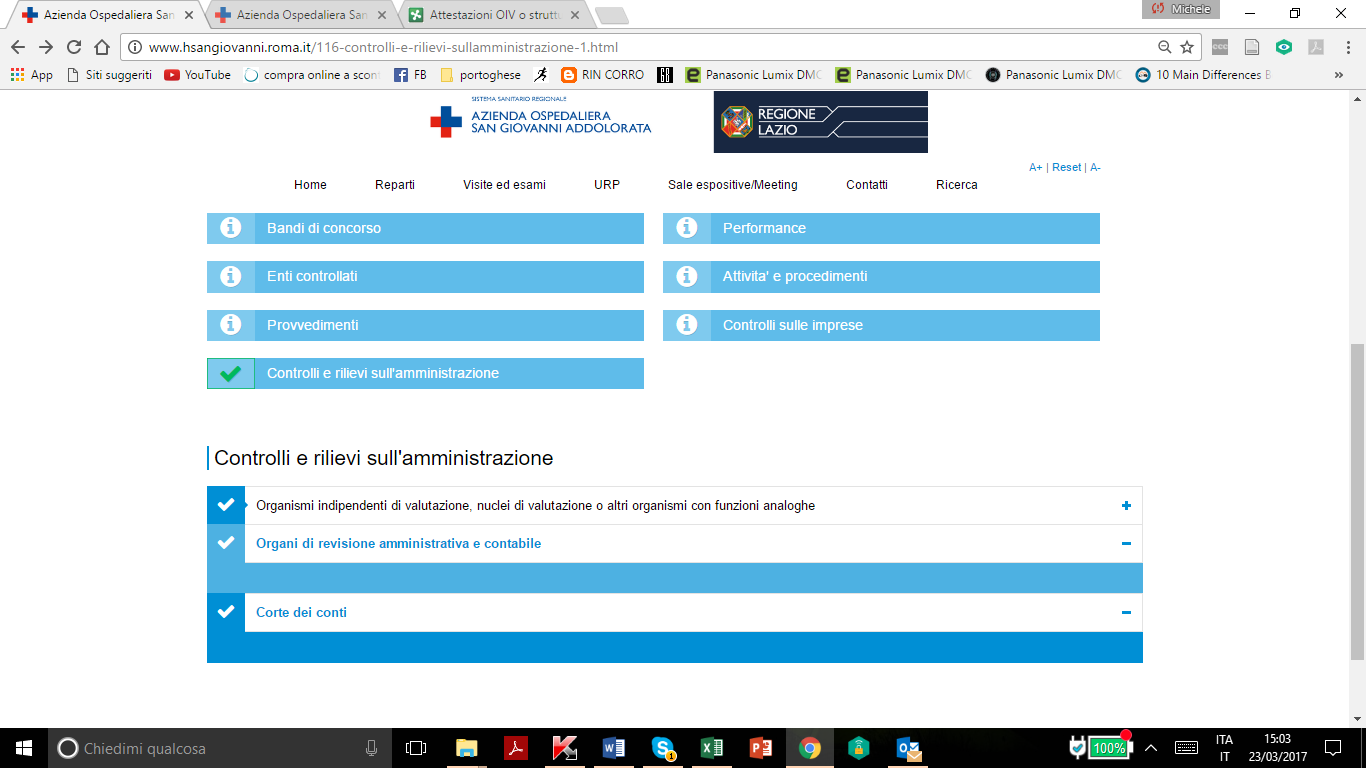 Azienda Ospedaliera San
Azienda Ospedaliera San
Attestazioni OIV o struttu
Michele
www.hsangiovanni.roma.it/116-controlli-e-rilievi-sullamministrazione-1.html
App
Siti suggeriti
YouTube
compra online a scon
FB
portoghese
RIN CORRO
Panasonic Lumix DMC
Panasonic Lumix DMC
Panasonic Lumix DMC
10 Main Differences B
»
SISTEMA SANITARIO REGIONALE
AZIENDA OSPEDALIERA
SAN GIOVANNI ADDOLORATA
REGIONE
LAZIO
A+ | Reset | A-
Home Reparti Visite ed esami URP Sale espositive/Meeting Contatti Ricerca
Bandi di concorso
Performance
Enti controllati
Attivita' e procedimenti
Provvedimenti
Controlli sulle imprese
Controlli e rilievi sull'amministrazione
Controlli e rilievi sull'amministrazione
Organismi indipendenti di valutazione, nuclei di valutazione o altri organismi con funzioni analoghe
Organi di revisione amministrativa e contabile
Corte dei conti
Chiedimi qualcosa
100%
ITA
IT
15:03
23/03/2017